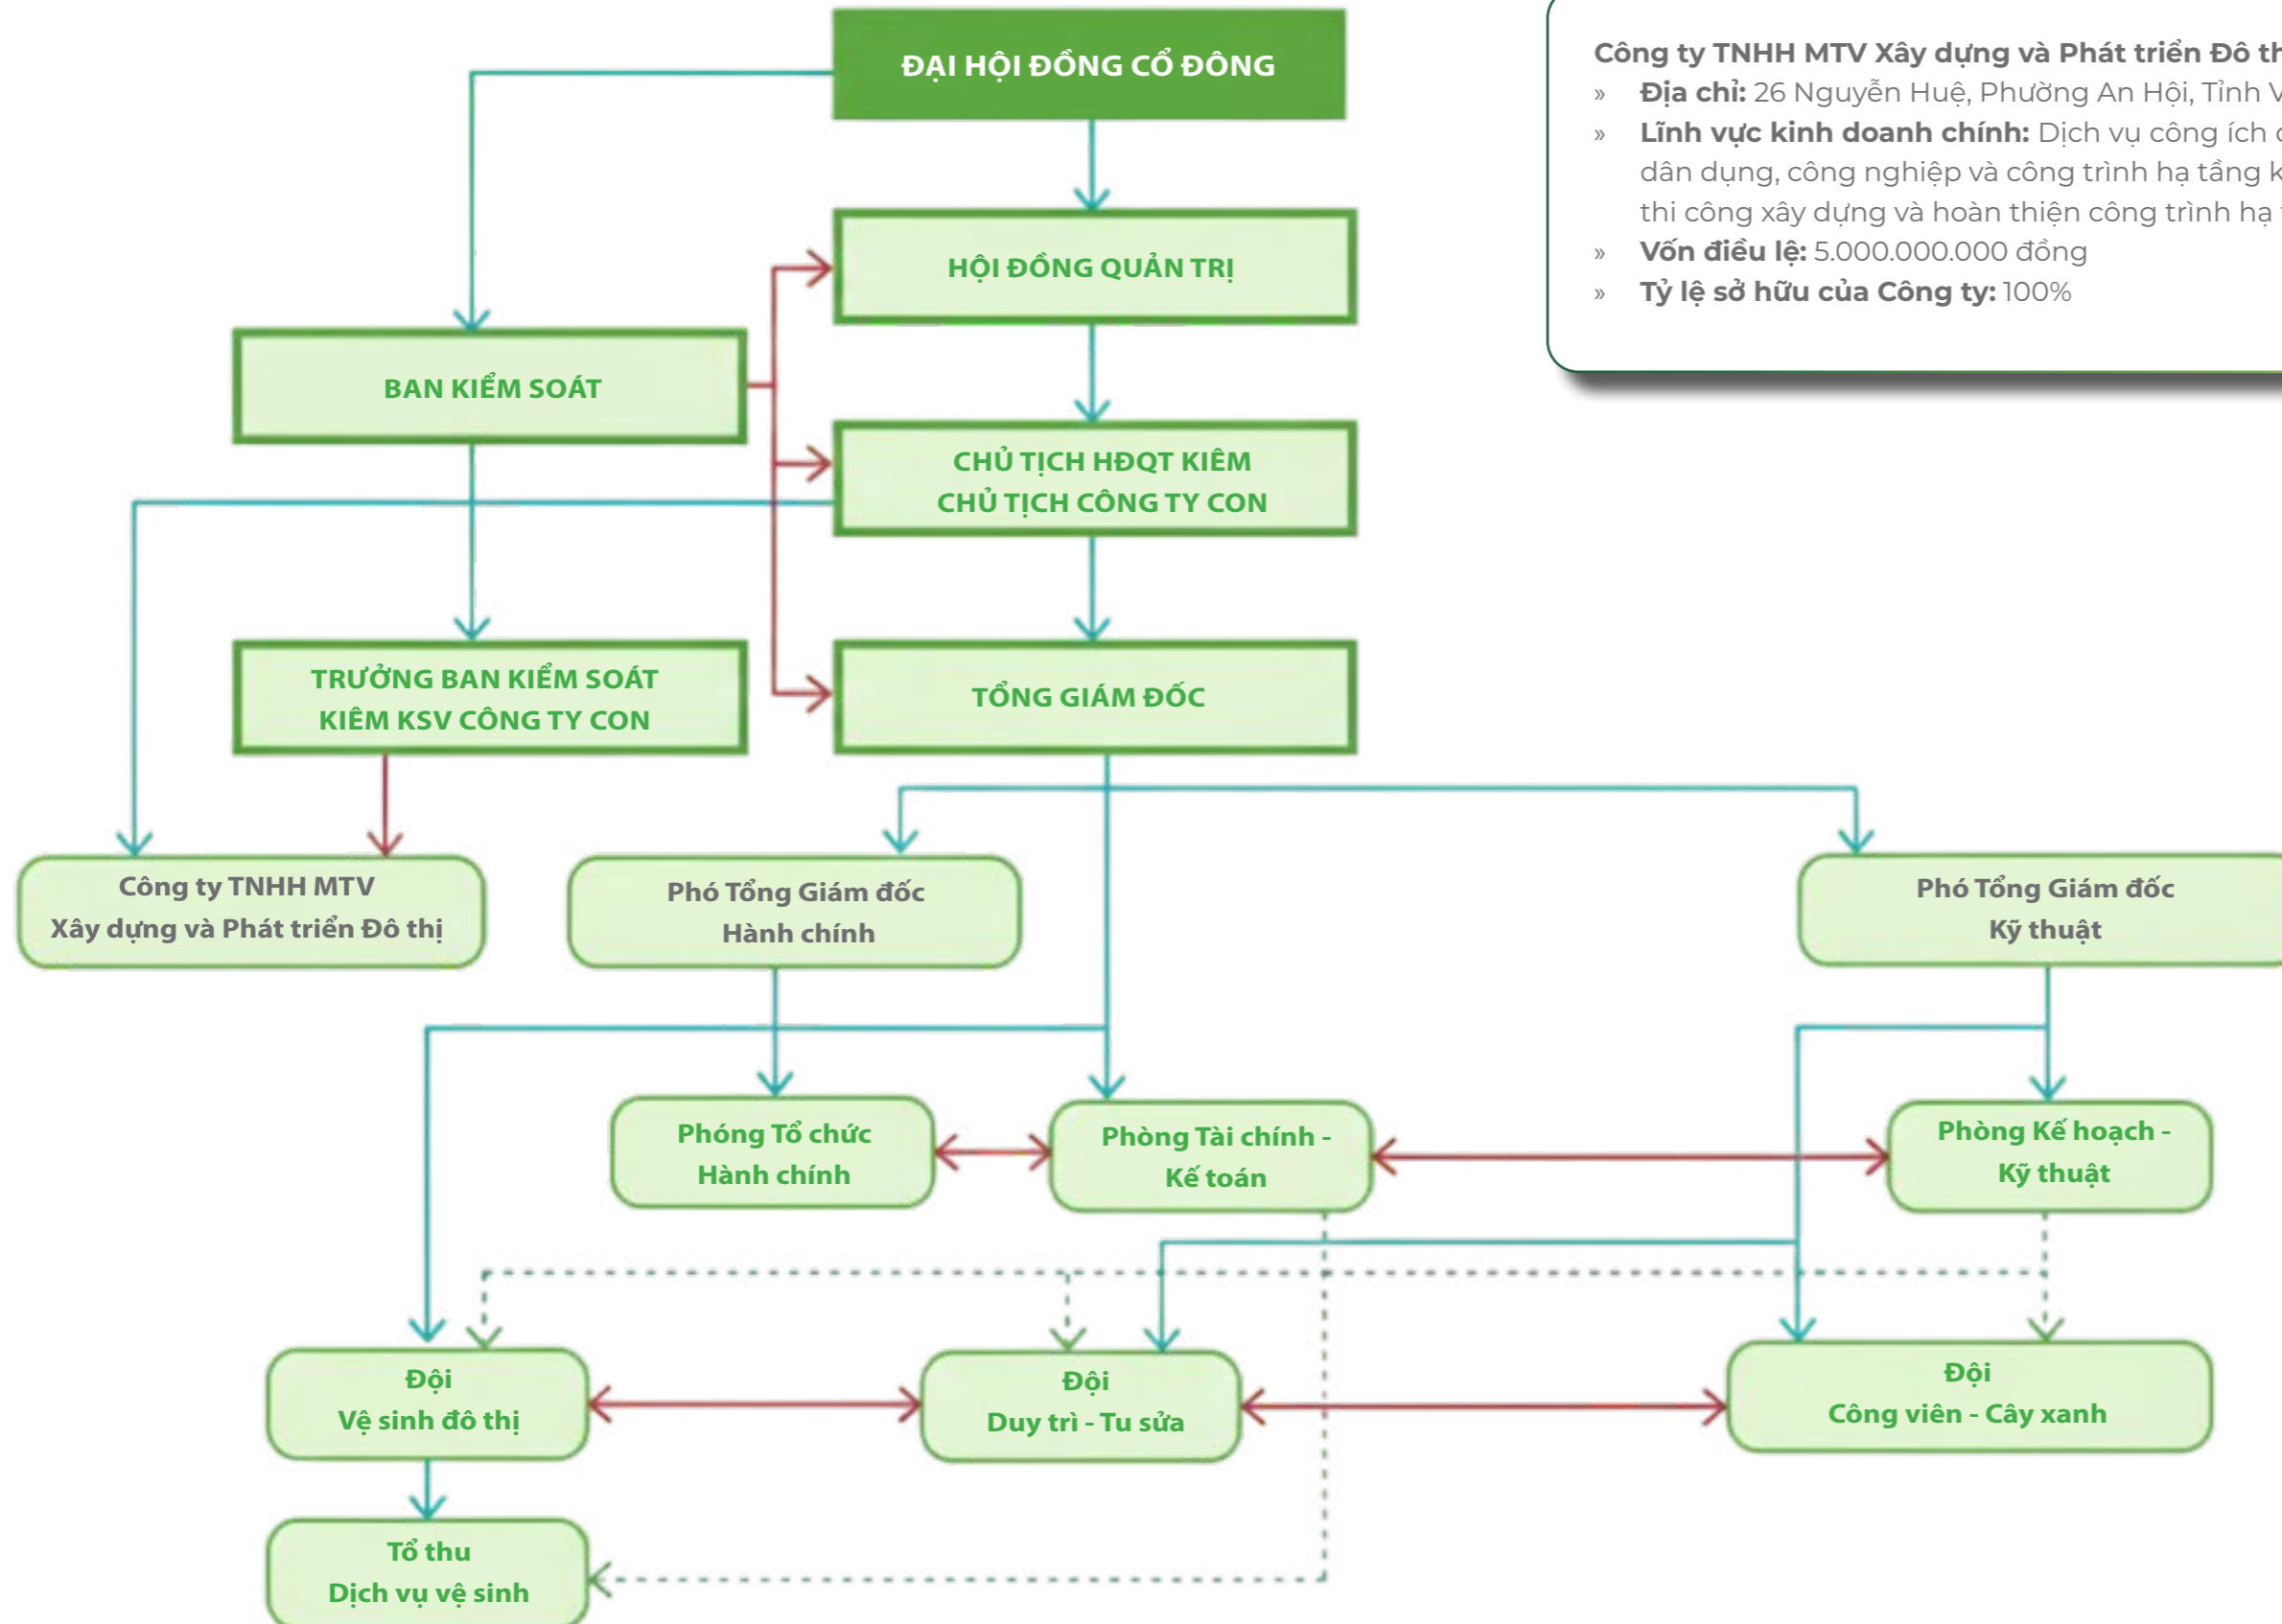 ĐẠI HỘI ĐỒNG CỔ ĐÔNG
Công ty TNHH MTV Xây dựng và Phát triển Đô
» Địa chỉ: 26 Nguyễn Huệ, Phường An Hội, Tỉnh
» Lĩnh vực kinh doanh chính: Dịch vụ công ích
dân dụng, công nghiệp và công trình hạ tầng
thi công xây dựng và hoàn thiện công trình hạ
» Vốn điều lệ: 5.000.000.000 đồng
» Tỷ lệ sở hữu của Công ty: 100%
HỘI ĐỒNG QUẢN TRỊ
BAN KIỂM SOÁT
CHỦ TỊCH HĐQT KIÊM
CHỦ TỊCH CÔNG TY CON
TRƯỞNG BAN KIỂM SOÁT
KIÊM KSV CÔNG TY CON
TỔNG GIÁM ĐỐC
Công ty TNHH MTV
Xây dựng và Phát triển Đô thị
Phó Tổng Giám đốc
Hành chính
Phó Tổng Giám đốc
Kỹ thuật
Phóng Tổ chức
Hành chính
Phòng Tài chính -
Kế toán
Phòng Kế hoạch -
Kỹ thuật
Đội
Vệ sinh đô thị
Đội
Duy trì - Tu sửa
Đội
Công viên - Cây xanh
Tổ thu
Dịch vụ vệ sinh